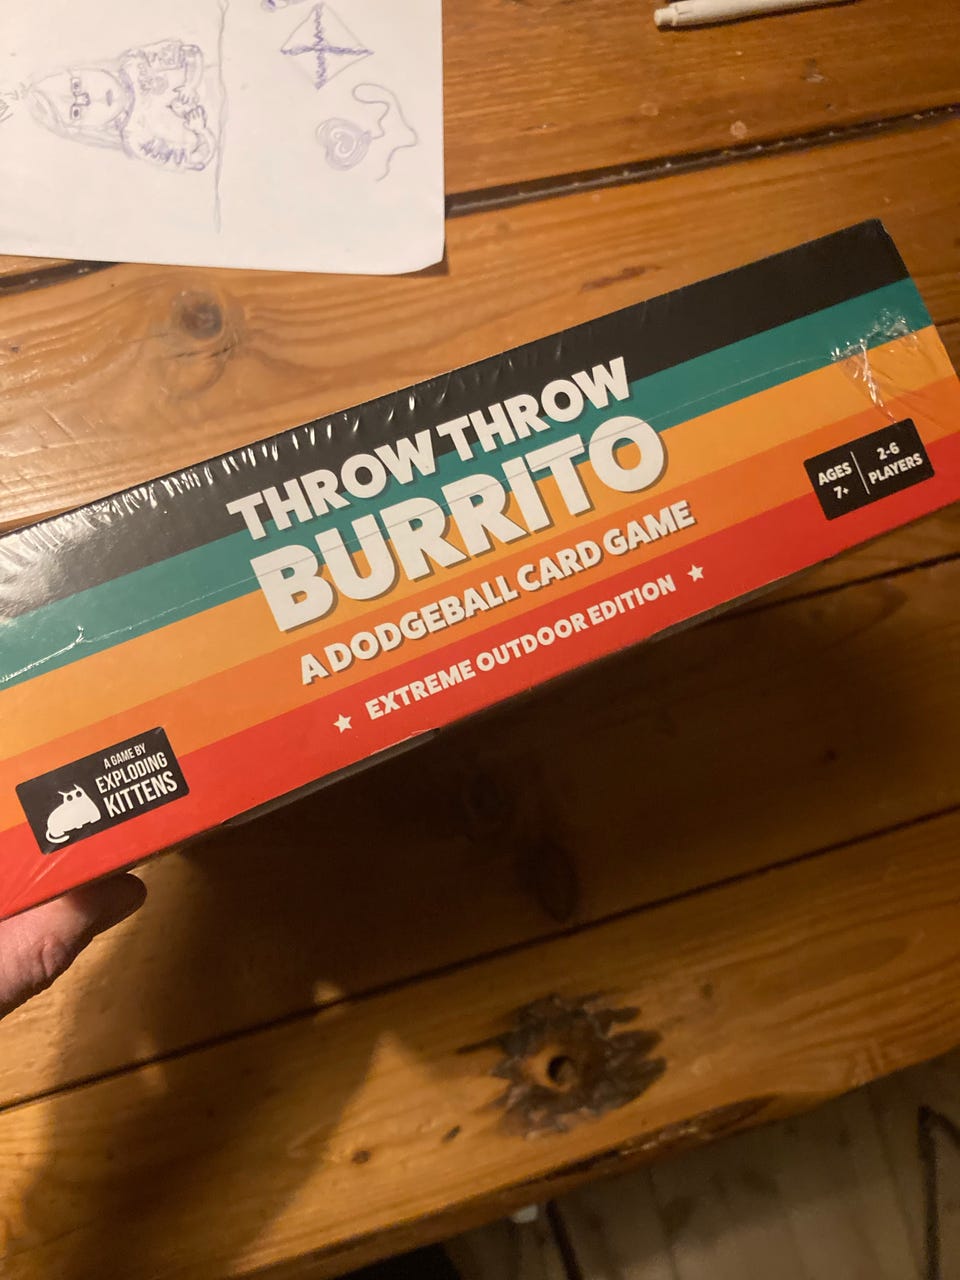 THROW THROW
BURRITO
A DODGEBALL CARD GAME
★ EXTREME OUTDOOR EDITION ★
AGES
7+
2-6
PLAYERS
A GAME BY
EXPLODING
KITTENS